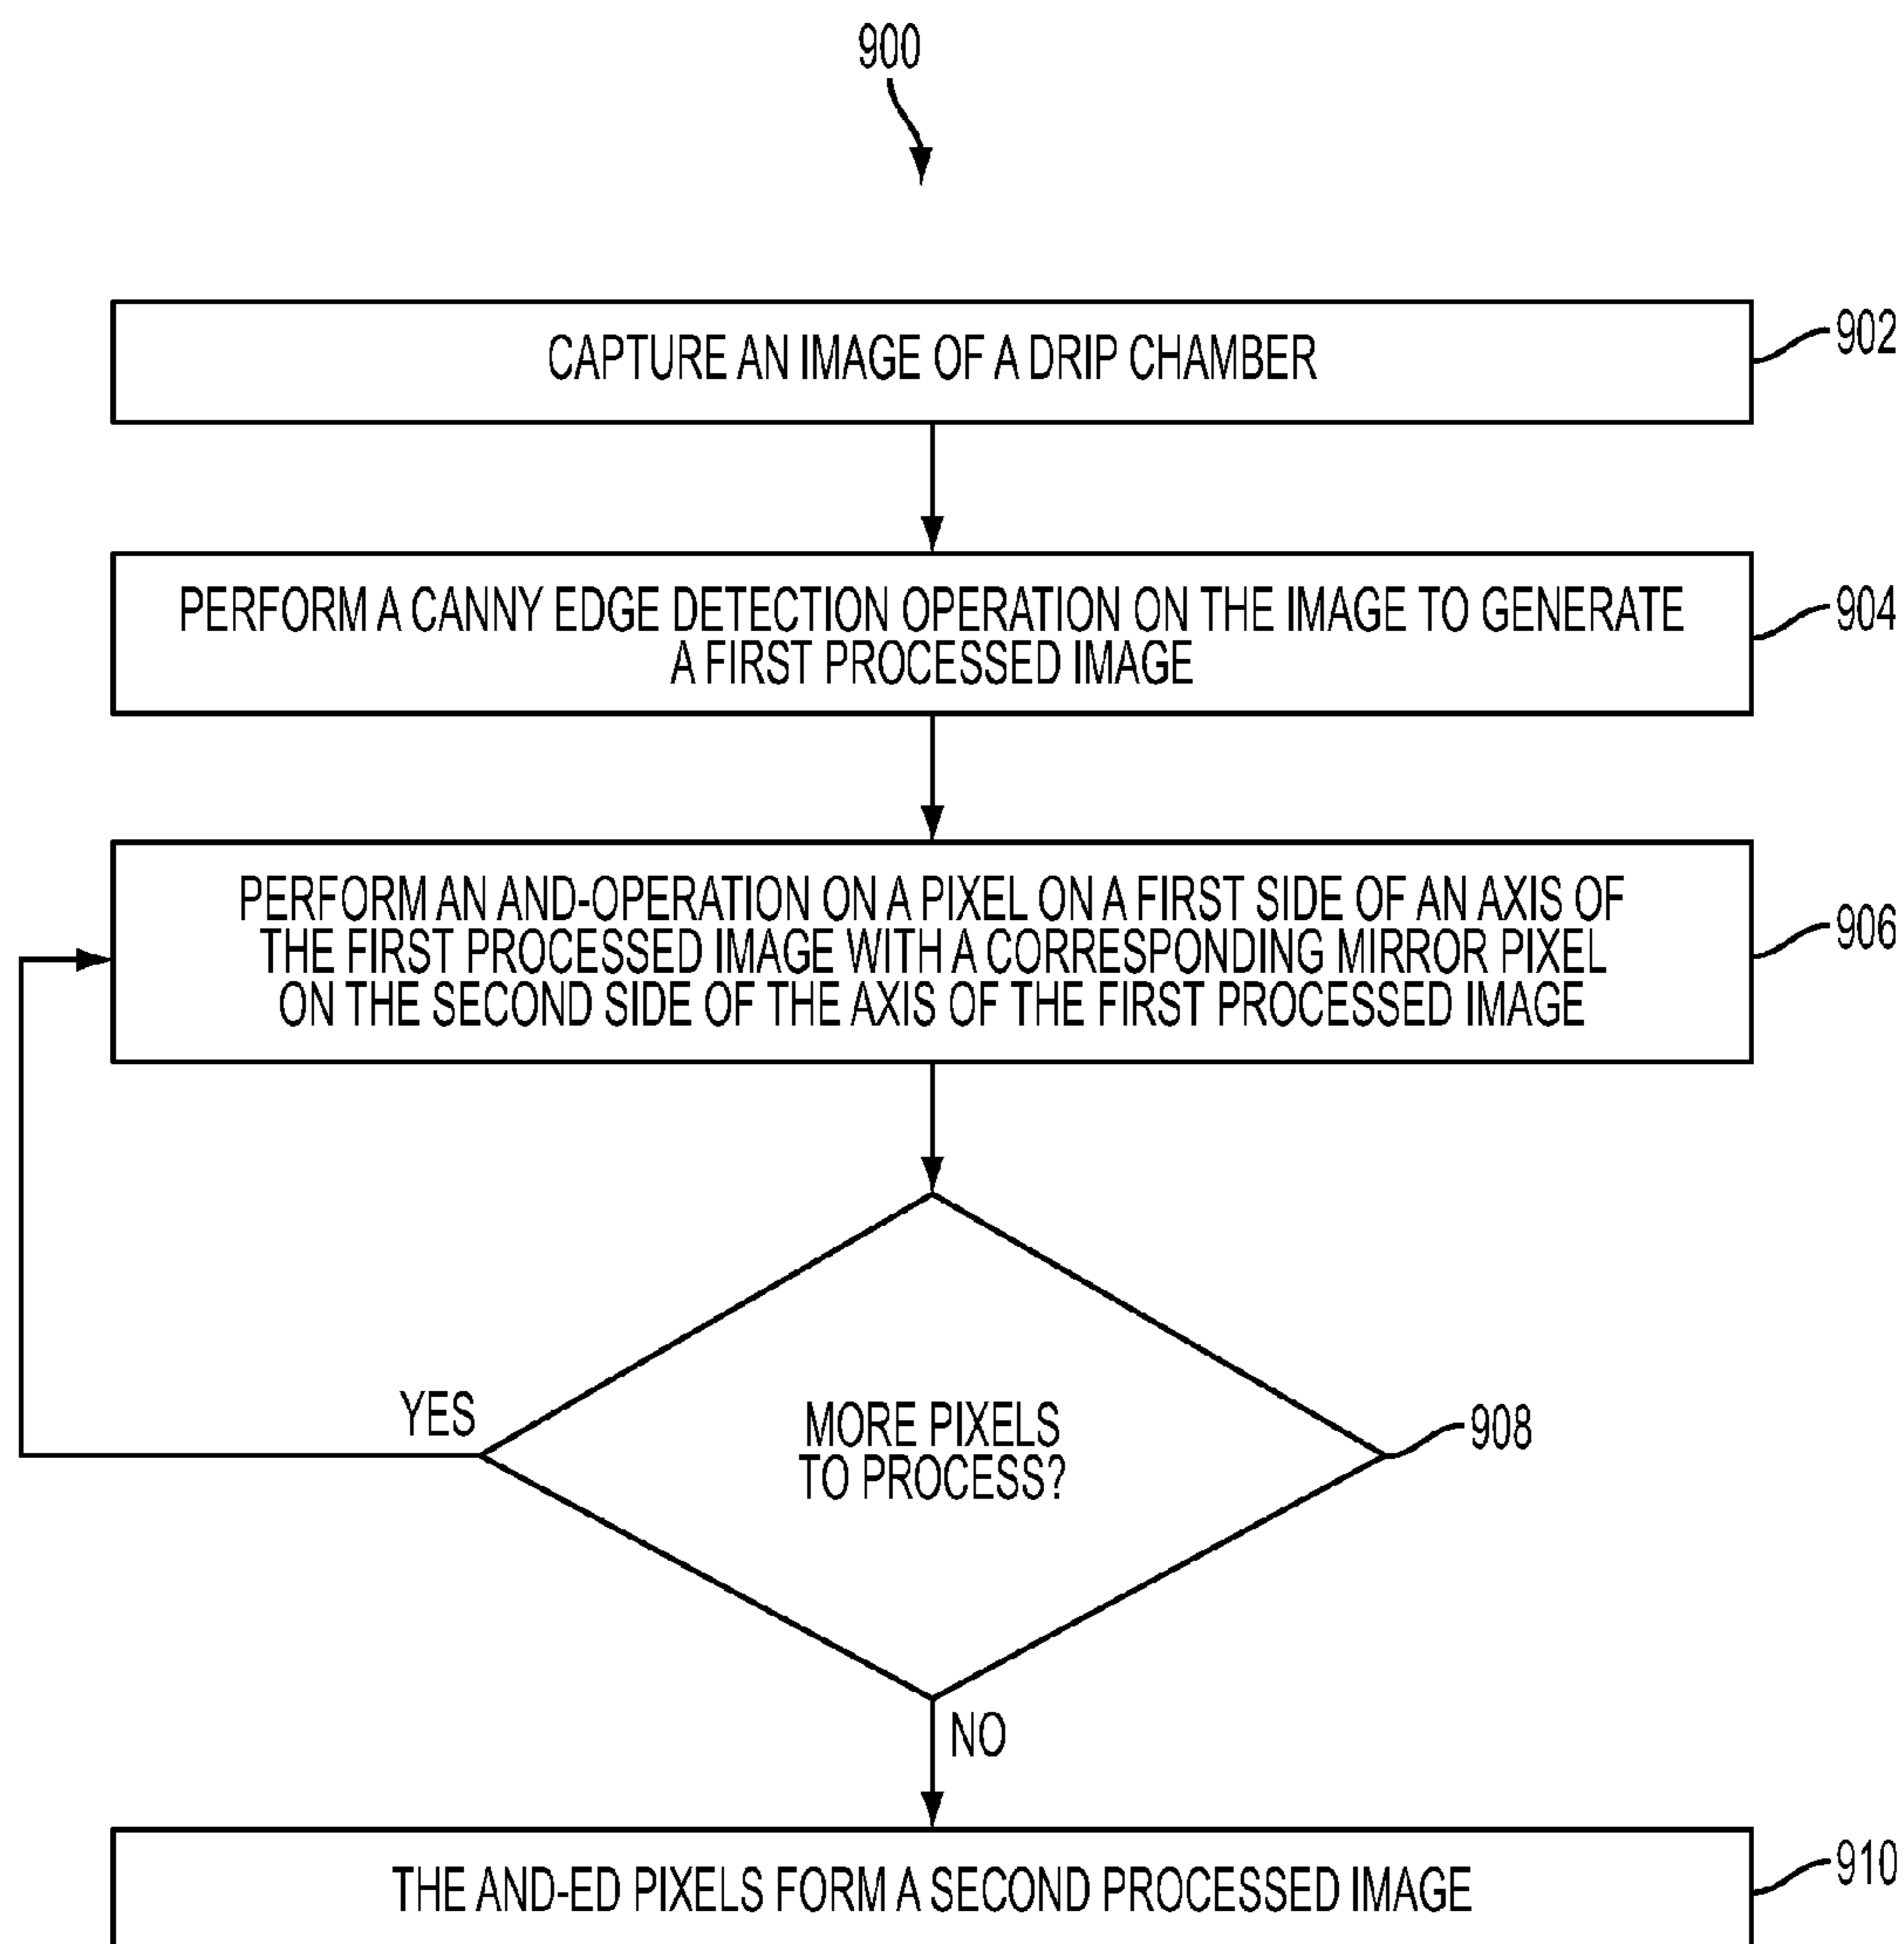 900
CAPTURE AN IMAGE OF A DRIP CHAMBER
902
PERFORM A CANNY EDGE DETECTION OPERATION ON THE IMAGE TO GENERATE
A FIRST PROCESSED IMAGE
904
PERFORM AN AND-OPERATION ON A PIXEL ON A FIRST SIDE OF AN AXIS OF
THE FIRST PROCESSED IMAGE WITH A CORRESPONDING MIRROR PIXEL
ON THE SECOND SIDE OF THE AXIS OF THE FIRST PROCESSED IMAGE
906
YES
MORE PIXELS
TO PROCESS?
908
NO
THE AND-ED PIXELS FORM A SECOND PROCESSED IMAGE
910